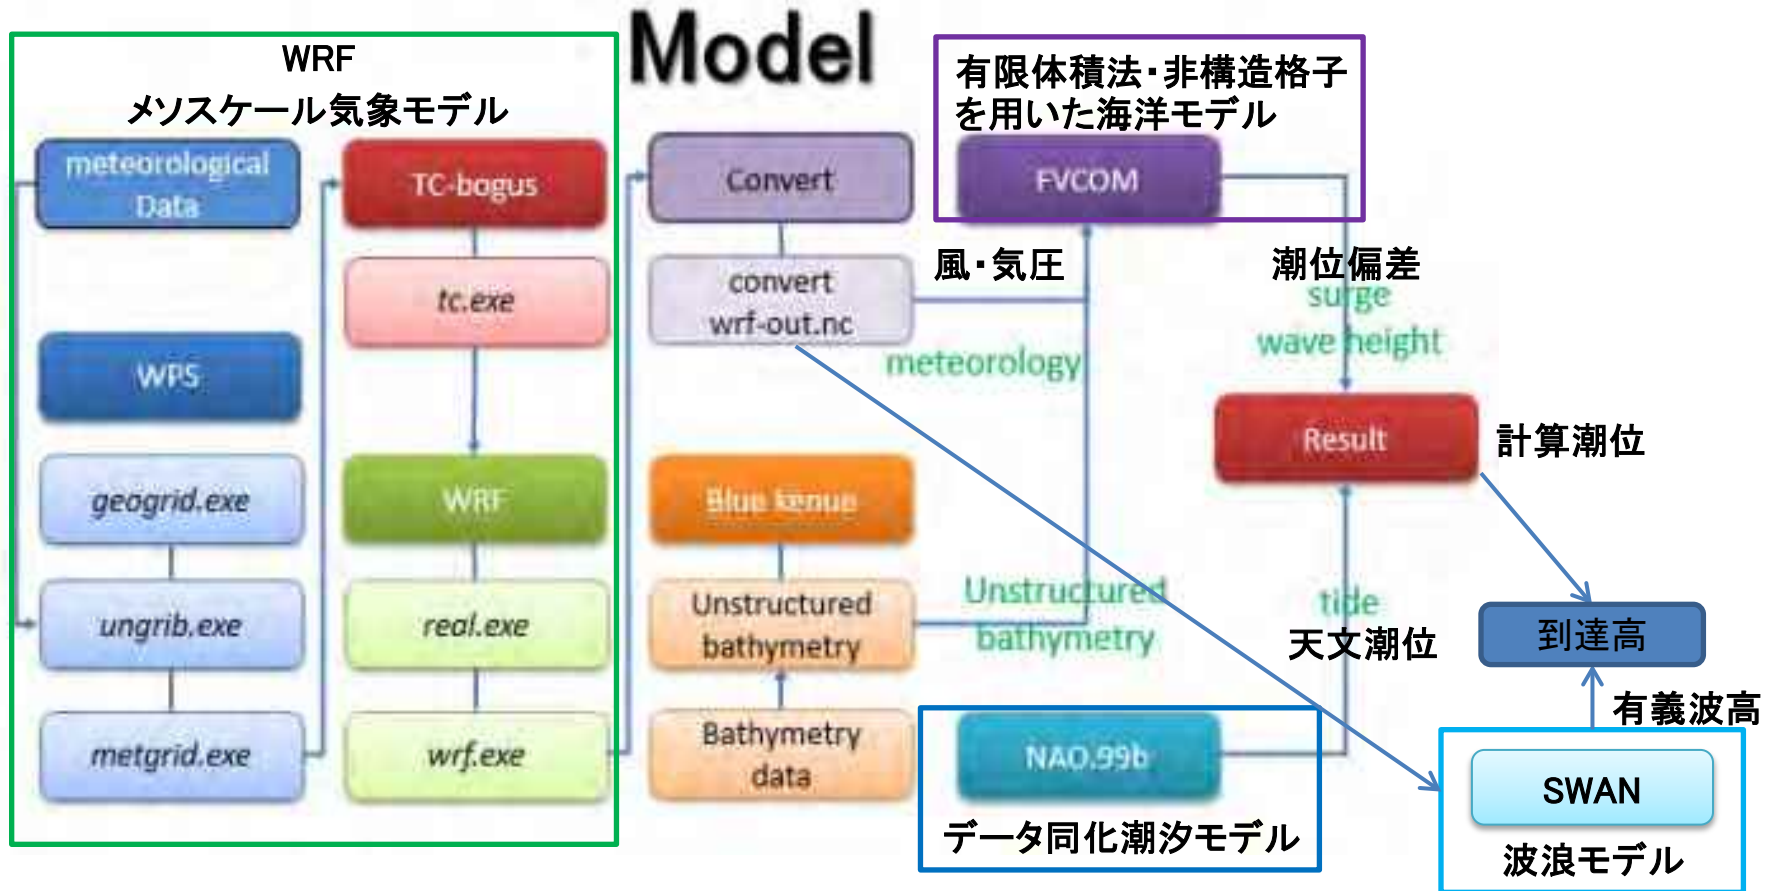 Model
WRF
メソスケール気象モデル
meteorological
Data
WPS
geogrid.exe
ungrib.exe
metgrid.exe
TC-bogus
tc.exe
WRF
real.exe
wrf.exe
Convert
convert
wrf-out.nc
Blue kenue
Unstructured
bathymetry
Bathymetry
data
有限体積法・非構造格子
を用いた海洋モデル
FVCOM
風・気圧
meteorology
Unstructured
bathymetry
NAO.99b
データ同化潮汐モデル
潮位偏差
surge
wave height
Result
計算潮位
tide
天文潮位
到達高
有義波高
SWAN
波浪モデル